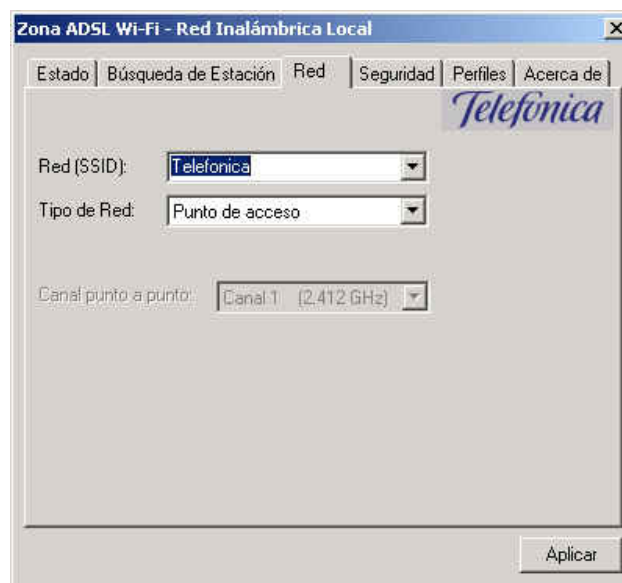 Zona ADSL Wi-Fi - Red Inalámbrica Local
Estado Búsqueda de Estación Red Seguridad Perfiles Acerca de
Telefónica
Red (SSID): Telefonica
Tipo de Red: Punto de acceso
Canal punto a punto: Canal 1 (2,412 GHz)
Aplicar